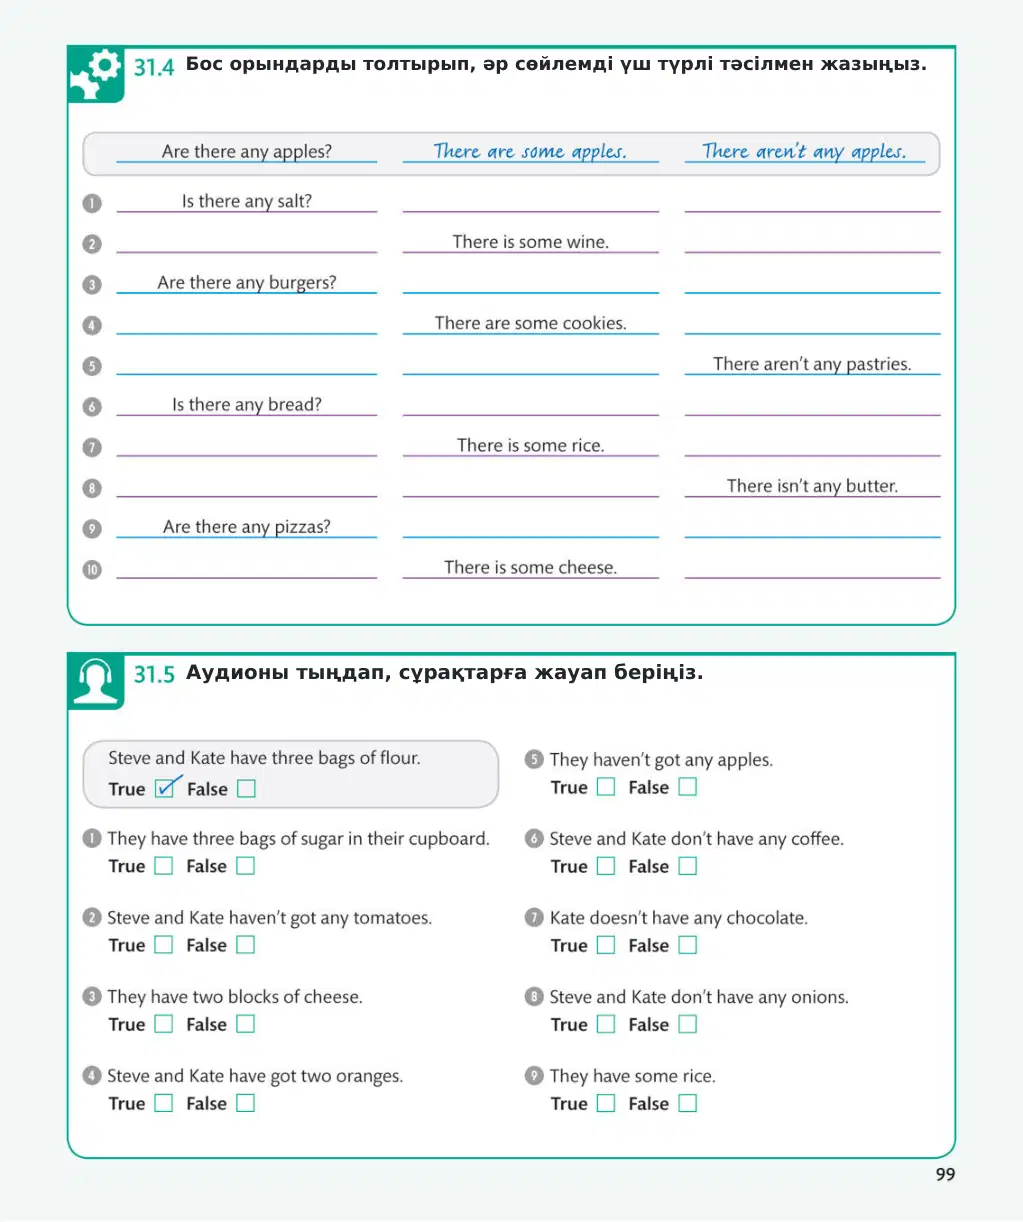 31.4 Бос орындарды толтырып, әр сөйлемді үш түрлі тәсілмен жазыңыз.
Are there any apples? There are some apples. There aren't any apples.
1 Is there any salt?
2 There is some wine.
3 Are there any burgers?
4 There are some cookies.
5 There aren't any pastries.
6 Is there any bread?
7 There is some rice.
8 There isn't any butter.
9 Are there any pizzas?
10 There is some cheese.
31.5 Аудионы тыңдап, сұрақтарға жауап беріңіз.
Steve and Kate have three bags of flour.
True False
1 They have three bags of sugar in their cupboard.
True False
2 Steve and Kate haven't got any tomatoes.
True False
3 They have two blocks of cheese.
True False
4 Steve and Kate have got two oranges.
True False
5 They haven't got any apples.
True False
6 Steve and Kate don't have any coffee.
True False
7 Kate doesn't have any chocolate.
True False
8 Steve and Kate don't have any onions.
True False
9 They have some rice.
True False
99